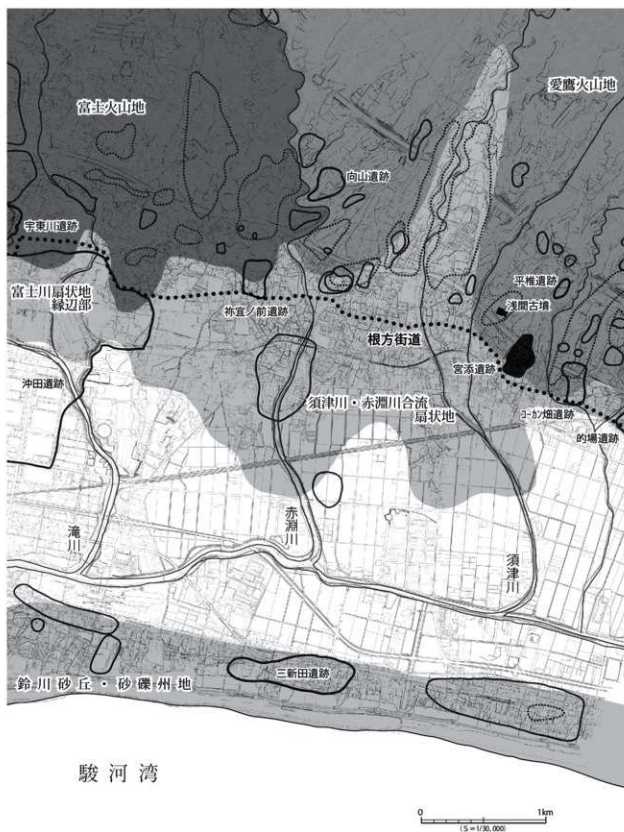 愛鷹火山地
富士火山地
向山遺跡
宇東川遺跡
富士川扇状地
縁辺部
祢宜ノ前遺跡
根方街道
平椎遺跡
浅間古墳
沖田遺跡
宮添遺跡
須津川・赤淵川合流
扇状地
コーカン畑遺跡
的場遺跡
滝川
赤淵川
須津川
鈴川砂丘・砂礫州地
三新田遺跡
駿河湾
0 1km
(S=1/30,000)